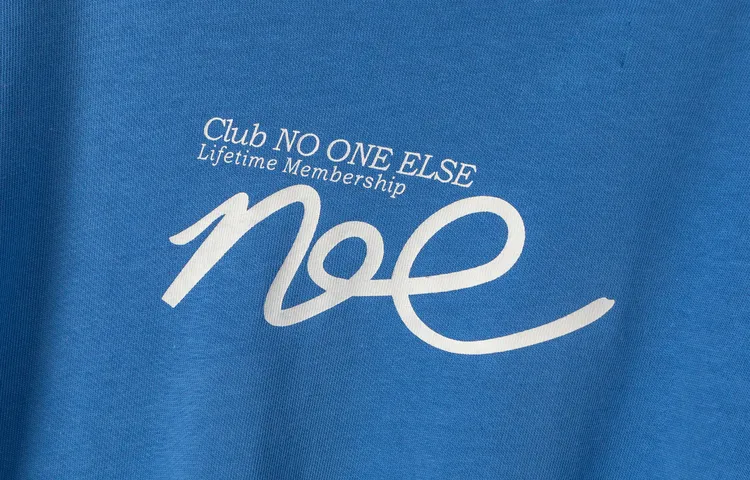 Club NO ONE ELSE
Lifetime Membership
noe